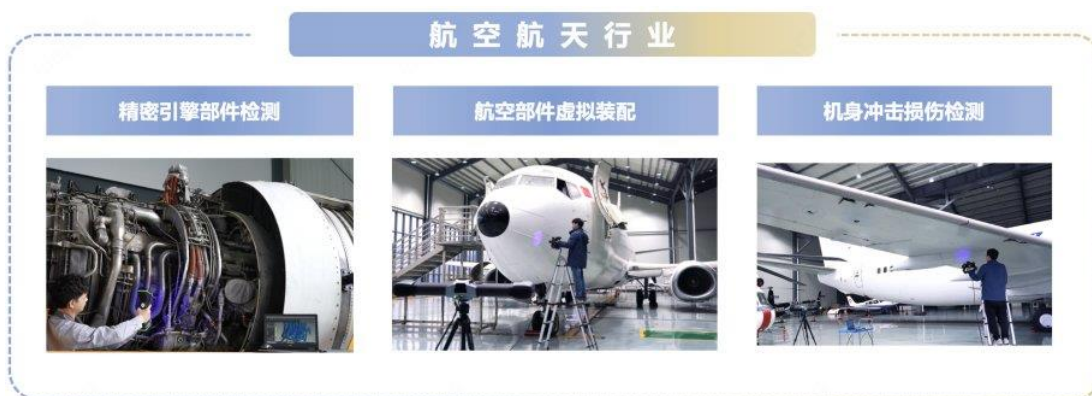 航空航天行业
精密引擎部件检测
航空部件虚拟装配
机身冲击损伤检测